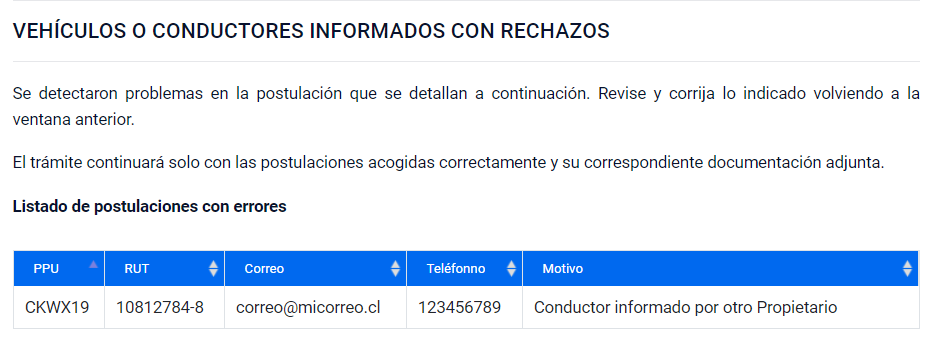 VEHÍCULOS O CONDUCTORES INFORMADOS CON RECHAZOS
Se detectaron problemas en la postulación que se detallan a continuación. Revise y corrija lo indicado volviendo a la
ventana anterior.
El trámite continuará solo con las postulaciones acogidas correctamente y su correspondiente documentación adjunta.
Listado de postulaciones con errores
PPU RUT Correo Teléfonno Motivo
CKWX19 10812784-8 correo@micorreo.cl 123456789 Conductor informado por otro Propietario